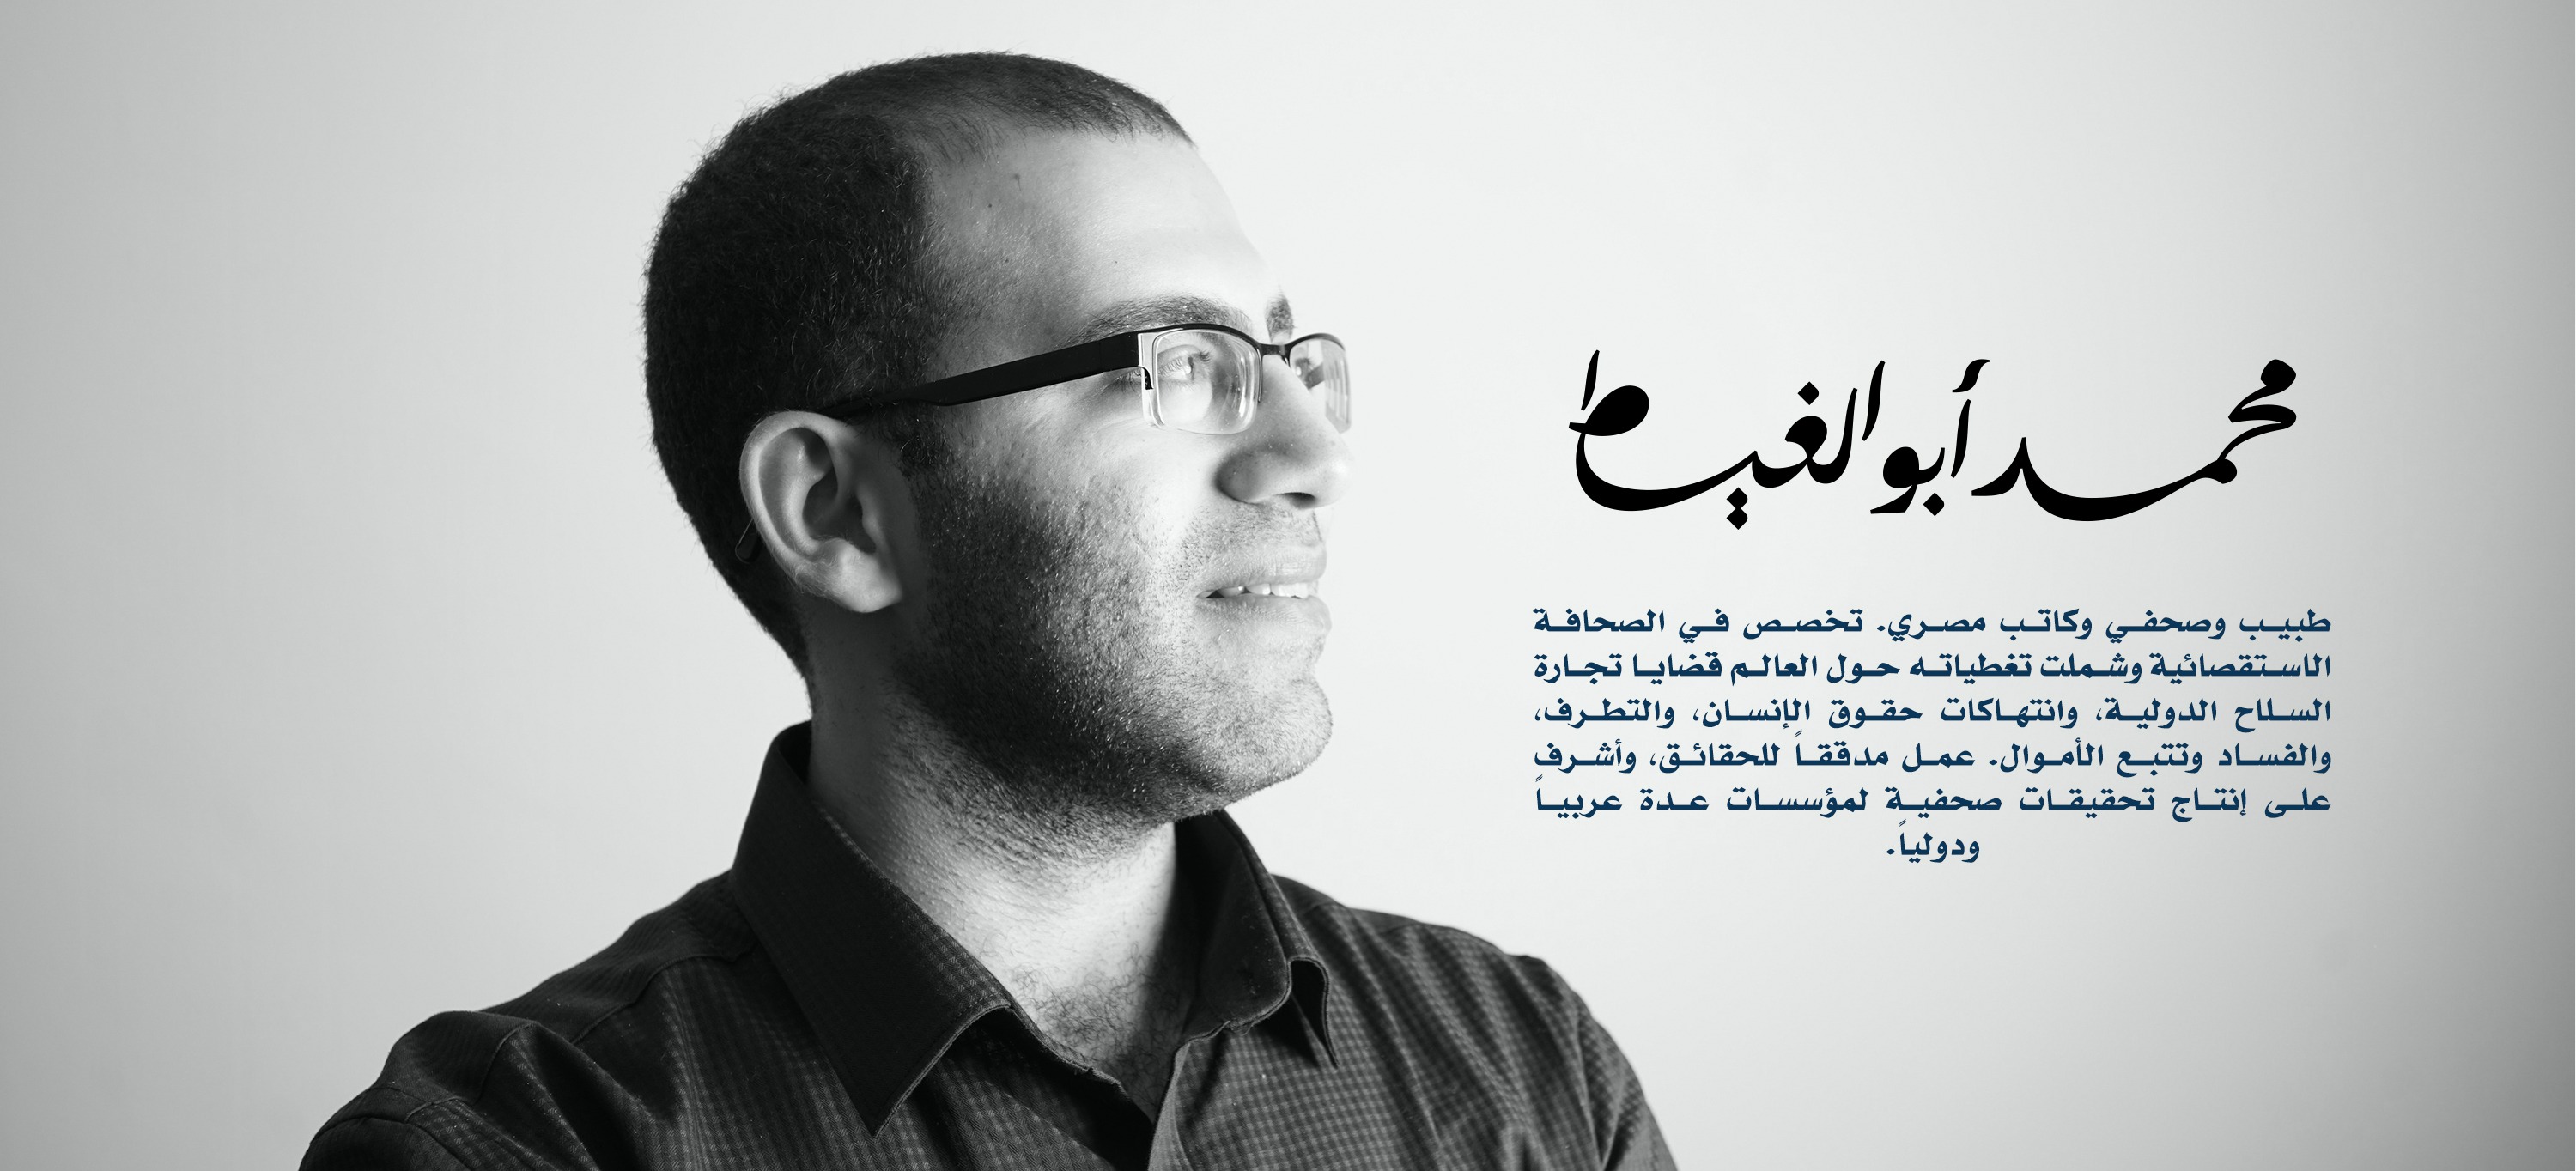 محمد أبو الغيط
طبيب وصحفي وكاتب مصري. تخصص في الصحافة
الاستقصائية وشملت تغطياته حول العالم قضايا تجارة
السلاح الدولية، وانتهاكات حقوق الإنسان، والتطرف،
والفساد وتتبع الأموال. عمل مدققاً للحقائق، وأشرف
على إنتاج تحقيقات صحفية لمؤسسات عدة عربياً
ودولياً.